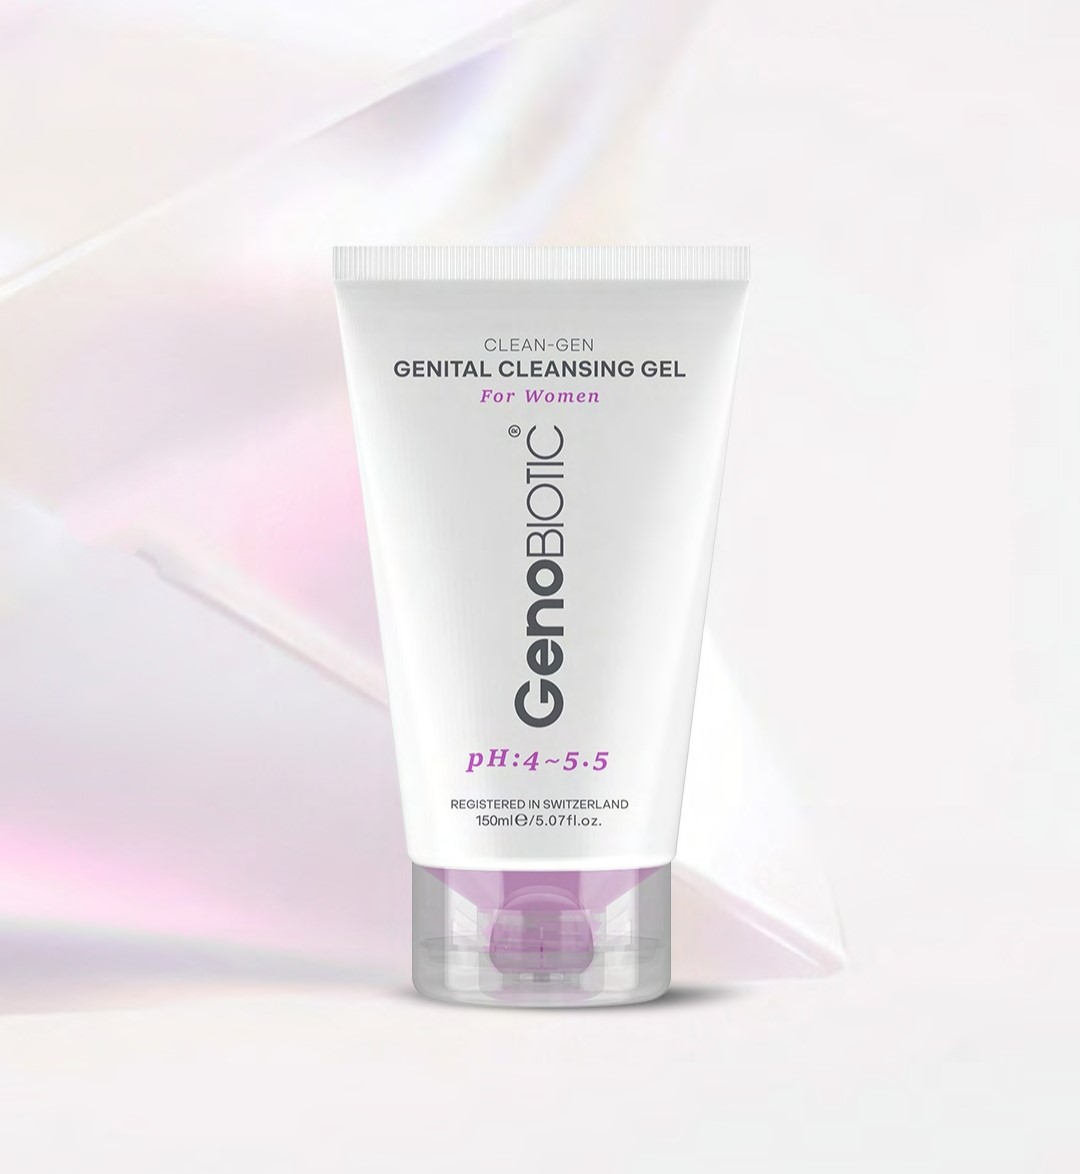 CLEAN-GEN
GENITAL CLEANSING GEL
For Women
GenoBIOTIC®
pH:4~5.5
REGISTERED IN SWITZERLAND
150ml℮/5.07fl.oz.